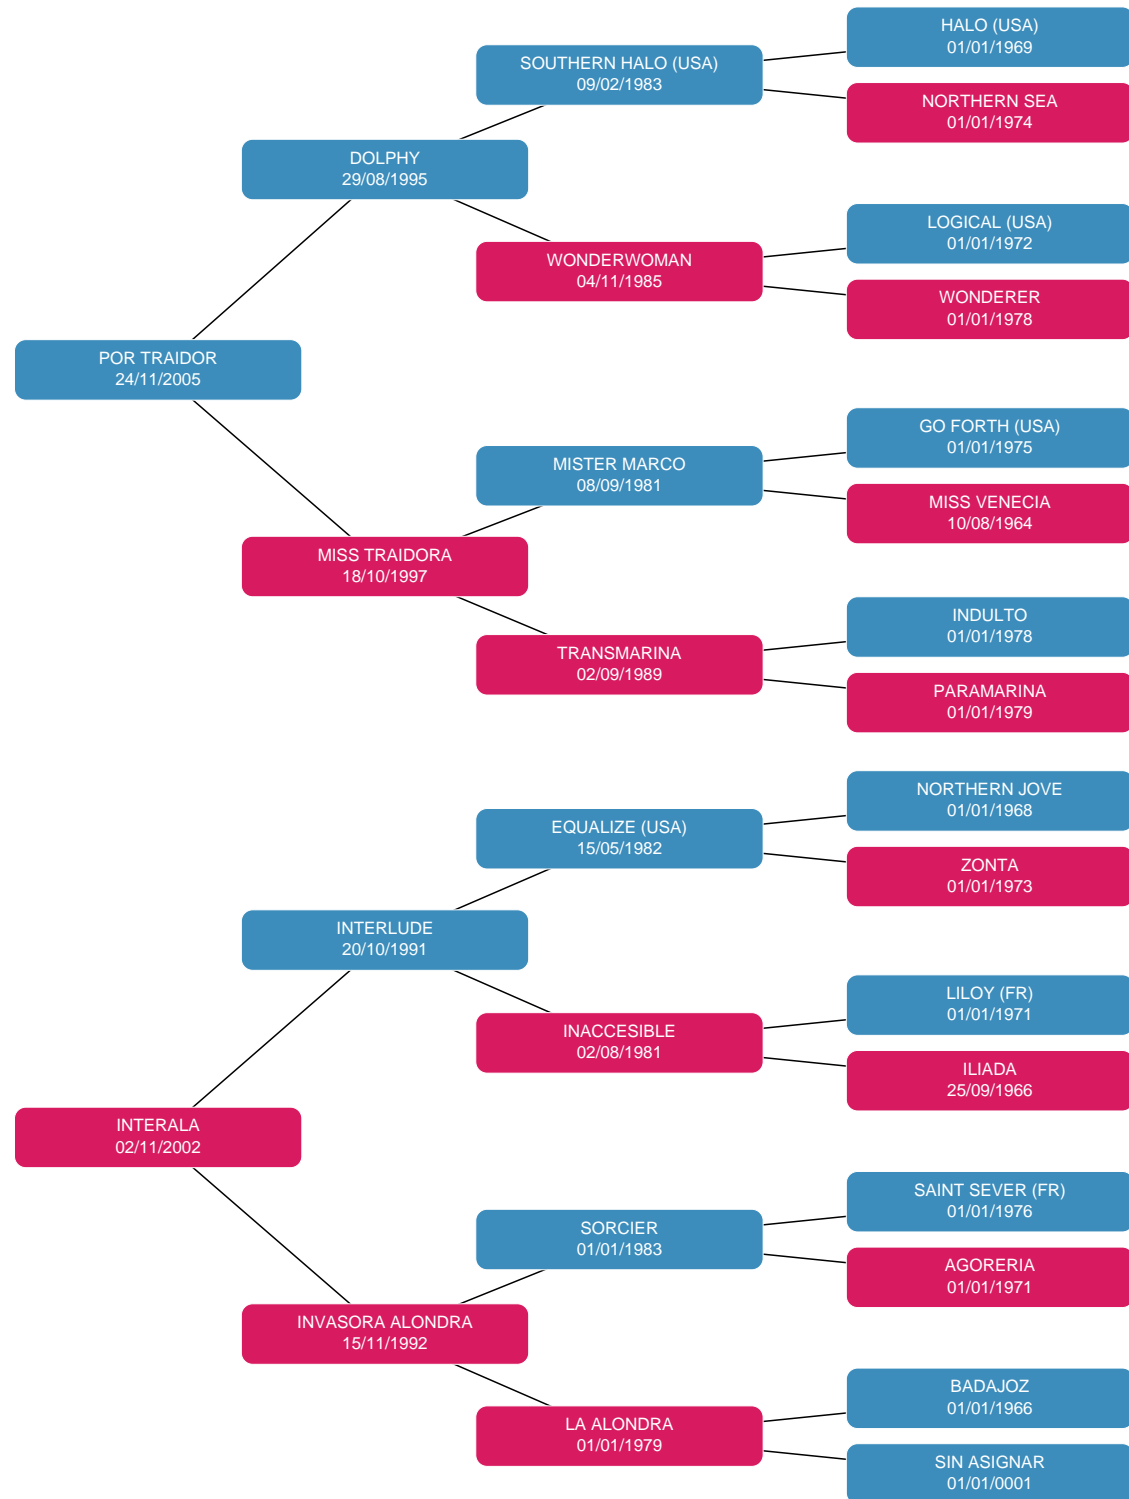 HALO (USA)
01/01/1969
SOUTHERN HALO (USA)
09/02/1983
NORTHERN SEA
01/01/1974
DOLPHY
29/08/1995
LOGICAL (USA)
01/01/1972
WONDERWOMAN
04/11/1985
WONDERER
01/01/1978
POR TRAIDOR
24/11/2005
GO FORTH (USA)
01/01/1975
MISTER MARCO
08/09/1981
MISS VENECIA
10/08/1964
MISS TRAIDORA
18/10/1997
INDULTO
01/01/1978
TRANSMARINA
02/09/1989
PARAMARINA
01/01/1979
NORTHERN JOVE
01/01/1968
EQUALIZE (USA)
15/05/1982
ZONTA
01/01/1973
INTERLUDE
20/10/1991
LILOY (FR)
01/01/1971
INACCESIBLE
02/08/1981
ILIADA
25/09/1966
INTERALA
02/11/2002
SAINT SEVER (FR)
01/01/1976
SORCIER
01/01/1983
AGORERIA
01/01/1971
INVASORA ALONDRA
15/11/1992
BADAJOZ
01/01/1966
LA ALONDRA
01/01/1979
SIN ASIGNAR
01/01/0001